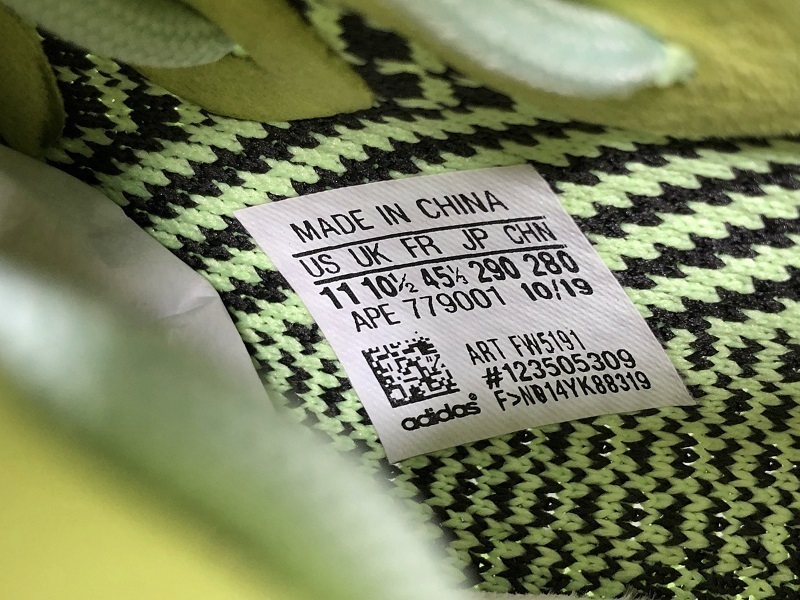 MADE IN CHINA
US UK FR JP CHN
11 10½ 45⅓ 290 280
APE 779001 10/19
ART FW5191
#123505309
F>N014YK88319
adidas®